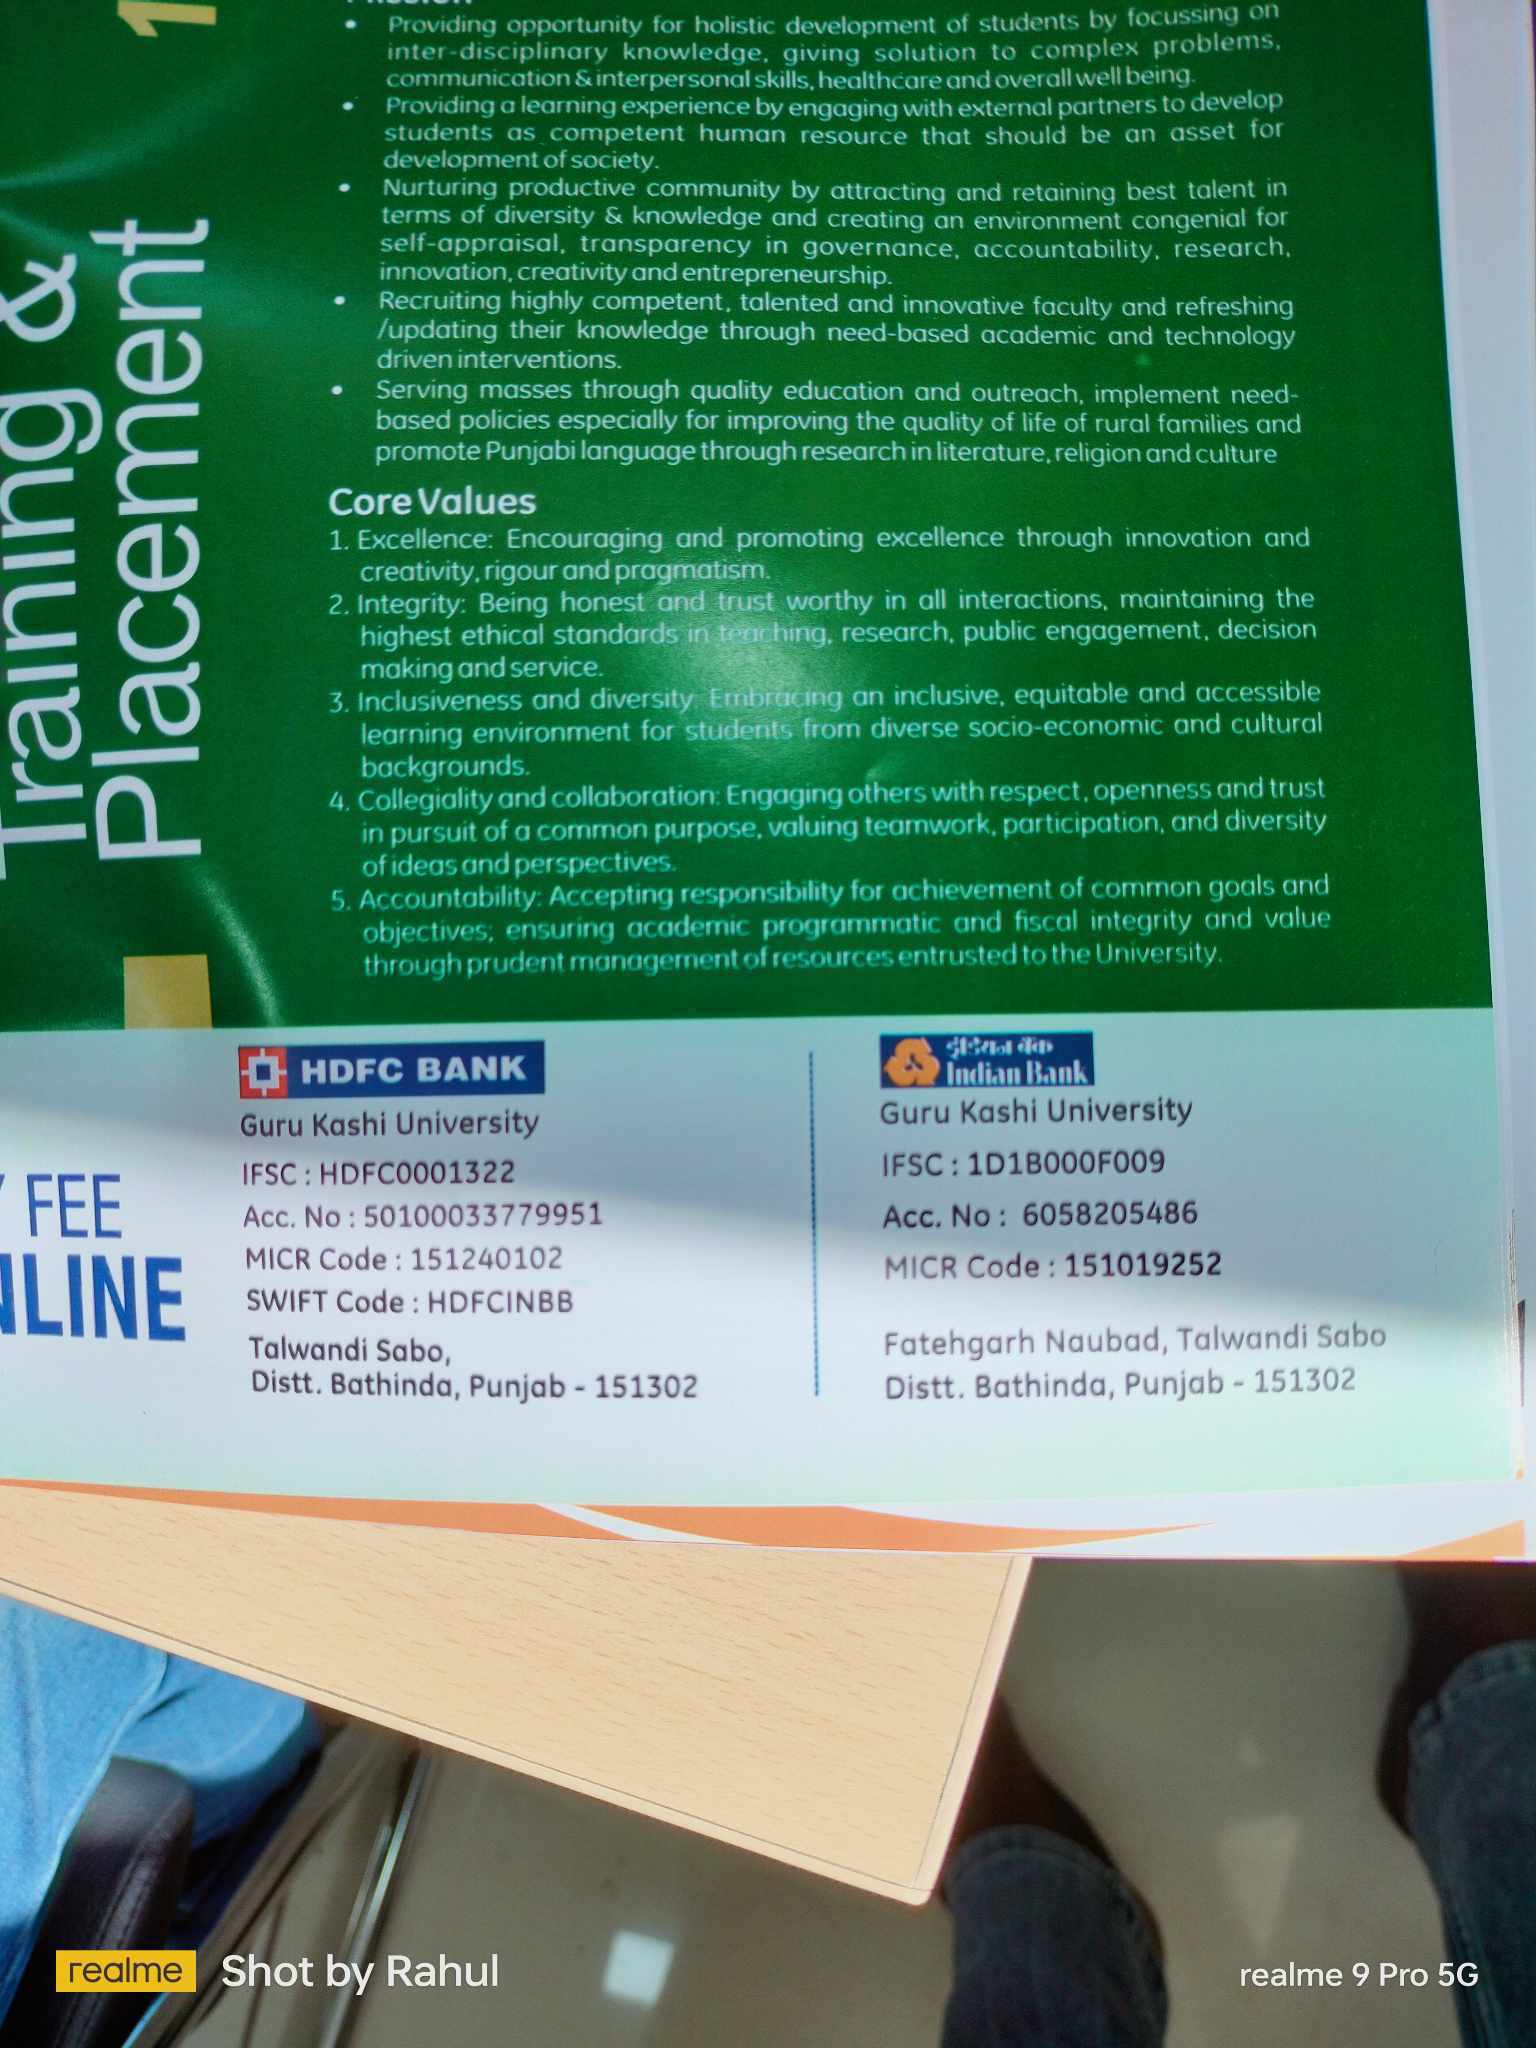 Training &
Placement
1
Mission
• Providing opportunity for holistic development of students by focussing on
inter-disciplinary knowledge, giving solution to complex problems,
communication & interpersonal skills, healthcare and overall well being.
• Providing a learning experience by engaging with external partners to develop
students as competent human resource that should be an asset for
development of society.
• Nurturing productive community by attracting and retaining best talent in
terms of diversity & knowledge and creating an environment congenial for
self-appraisal, transparency in governance, accountability, research,
innovation, creativity and entrepreneurship.
• Recruiting highly competent, talented and innovative faculty and refreshing
/updating their knowledge through need-based academic and technology
driven interventions.
• Serving masses through quality education and outreach, implement need-
based policies especially for improving the quality of life of rural families and
promote Punjabi language through research in literature, religion and culture
Core Values
1. Excellence: Encouraging and promoting excellence through innovation and
creativity, rigour and pragmatism.
2. Integrity: Being honest and trust worthy in all interactions, maintaining the
highest ethical standards in teaching, research, public engagement, decision
making and service.
3. Inclusiveness and diversity: Embracing an inclusive, equitable and accessible
learning environment for students from diverse socio-economic and cultural
backgrounds.
4. Collegiality and collaboration: Engaging others with respect, openness and trust
in pursuit of a common purpose, valuing teamwork, participation, and diversity
of ideas and perspectives.
5. Accountability: Accepting responsibility for achievement of common goals and
objectives; ensuring academic programmatic and fiscal integrity and value
through prudent management of resources entrusted to the University.
FEE
NLINE
HDFC BANK
Guru Kashi University
IFSC : HDFC0001322
Acc. No : 50100033779951
MICR Code : 151240102
SWIFT Code : HDFCINBB
Talwandi Sabo,
Distt. Bathinda, Punjab - 151302
इंडियन बैंक
Indian Bank
Guru Kashi University
IFSC : 1D1B000F009
Acc. No : 6058205486
MICR Code : 151019252
Fatehgarh Naubad, Talwandi Sabo
Distt. Bathinda, Punjab - 151302
realme Shot by Rahul
realme 9 Pro 5G